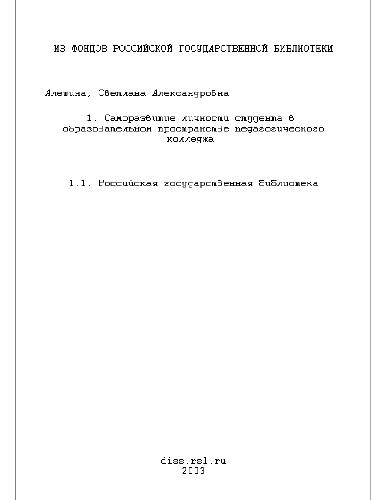 ИЗ ФОНДОВ РОССИЙСКОЙ ГОСУДАРСТВЕННОЙ БИБЛИОТЕКИ
Алешина, Светлана Александровна
1. Саморазвитие личности студента в
образовательном пространстве педагогического
колледжа
1.1. Российская государственная библиотека
diss.rsl.ru
2003